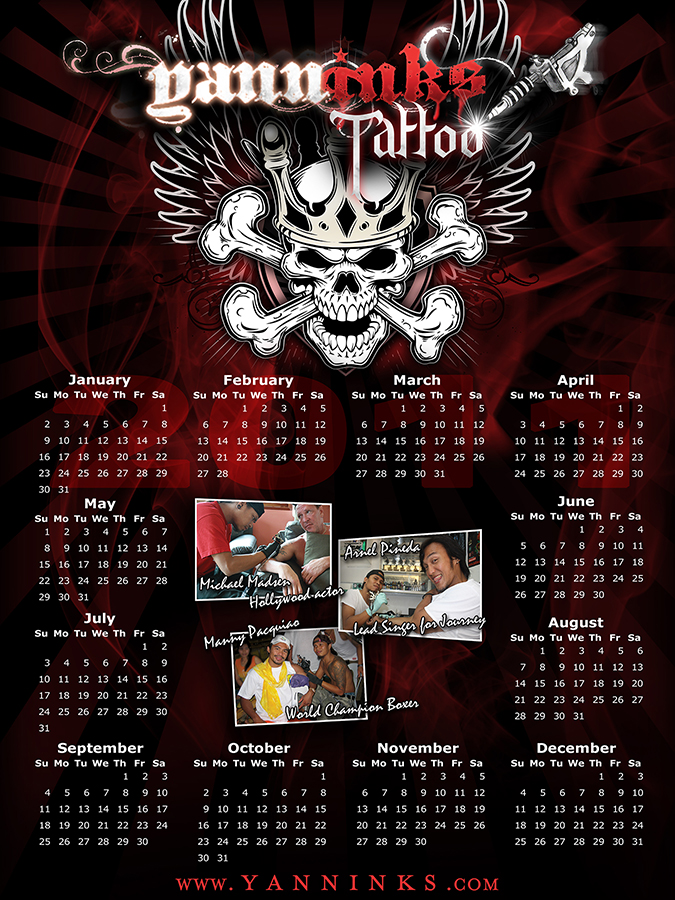 yanninks
Tattoo
2011
January
Su Mo Tu We Th Fr Sa
1
2 3 4 5 6 7 8
9 10 11 12 13 14 15
16 17 18 19 20 21 22
23 24 25 26 27 28 29
30 31
February
Su Mo Tu We Th Fr Sa
1 2 3 4 5
6 7 8 9 10 11 12
13 14 15 16 17 18 19
20 21 22 23 24 25 26
27 28
March
Su Mo Tu We Th Fr Sa
1 2 3 4 5
6 7 8 9 10 11 12
13 14 15 16 17 18 19
20 21 22 23 24 25 26
27 28 29 30 31
April
Su Mo Tu We Th Fr Sa
1 2
3 4 5 6 7 8 9
10 11 12 13 14 15 16
17 18 19 20 21 22 23
24 25 26 27 28 29 30
May
Su Mo Tu We Th Fr Sa
1 2 3 4 5 6 7
8 9 10 11 12 13 14
15 16 17 18 19 20 21
22 23 24 25 26 27 28
29 30 31
Michael Madsen
Hollywood actor
Arnel Pineda
Lead Singer for Journey
Manny Pacquiao
World Champion Boxer
June
Su Mo Tu We Th Fr Sa
1 2 3 4
5 6 7 8 9 10 11
12 13 14 15 16 17 18
19 20 21 22 23 24 25
26 27 28 29 30
July
Su Mo Tu We Th Fr Sa
1 2
3 4 5 6 7 8 9
10 11 12 13 14 15 16
17 18 19 20 21 22 23
24 25 26 27 28 29 30
31
August
Su Mo Tu We Th Fr Sa
1 2 3 4 5 6
7 8 9 10 11 12 13
14 15 16 17 18 19 20
21 22 23 24 25 26 27
28 29 30 31
September
Su Mo Tu We Th Fr Sa
1 2 3
4 5 6 7 8 9 10
11 12 13 14 15 16 17
18 19 20 21 22 23 24
25 26 27 28 29 30
October
Su Mo Tu We Th Fr Sa
1
2 3 4 5 6 7 8
9 10 11 12 13 14 15
16 17 18 19 20 21 22
23 24 25 26 27 28 29
30 31
November
Su Mo Tu We Th Fr Sa
1 2 3 4 5
6 7 8 9 10 11 12
13 14 15 16 17 18 19
20 21 22 23 24 25 26
27 28 29 30
December
Su Mo Tu We Th Fr Sa
1 2 3
4 5 6 7 8 9 10
11 12 13 14 15 16 17
18 19 20 21 22 23 24
25 26 27 28 29 30 31
www.YANNINKS.com